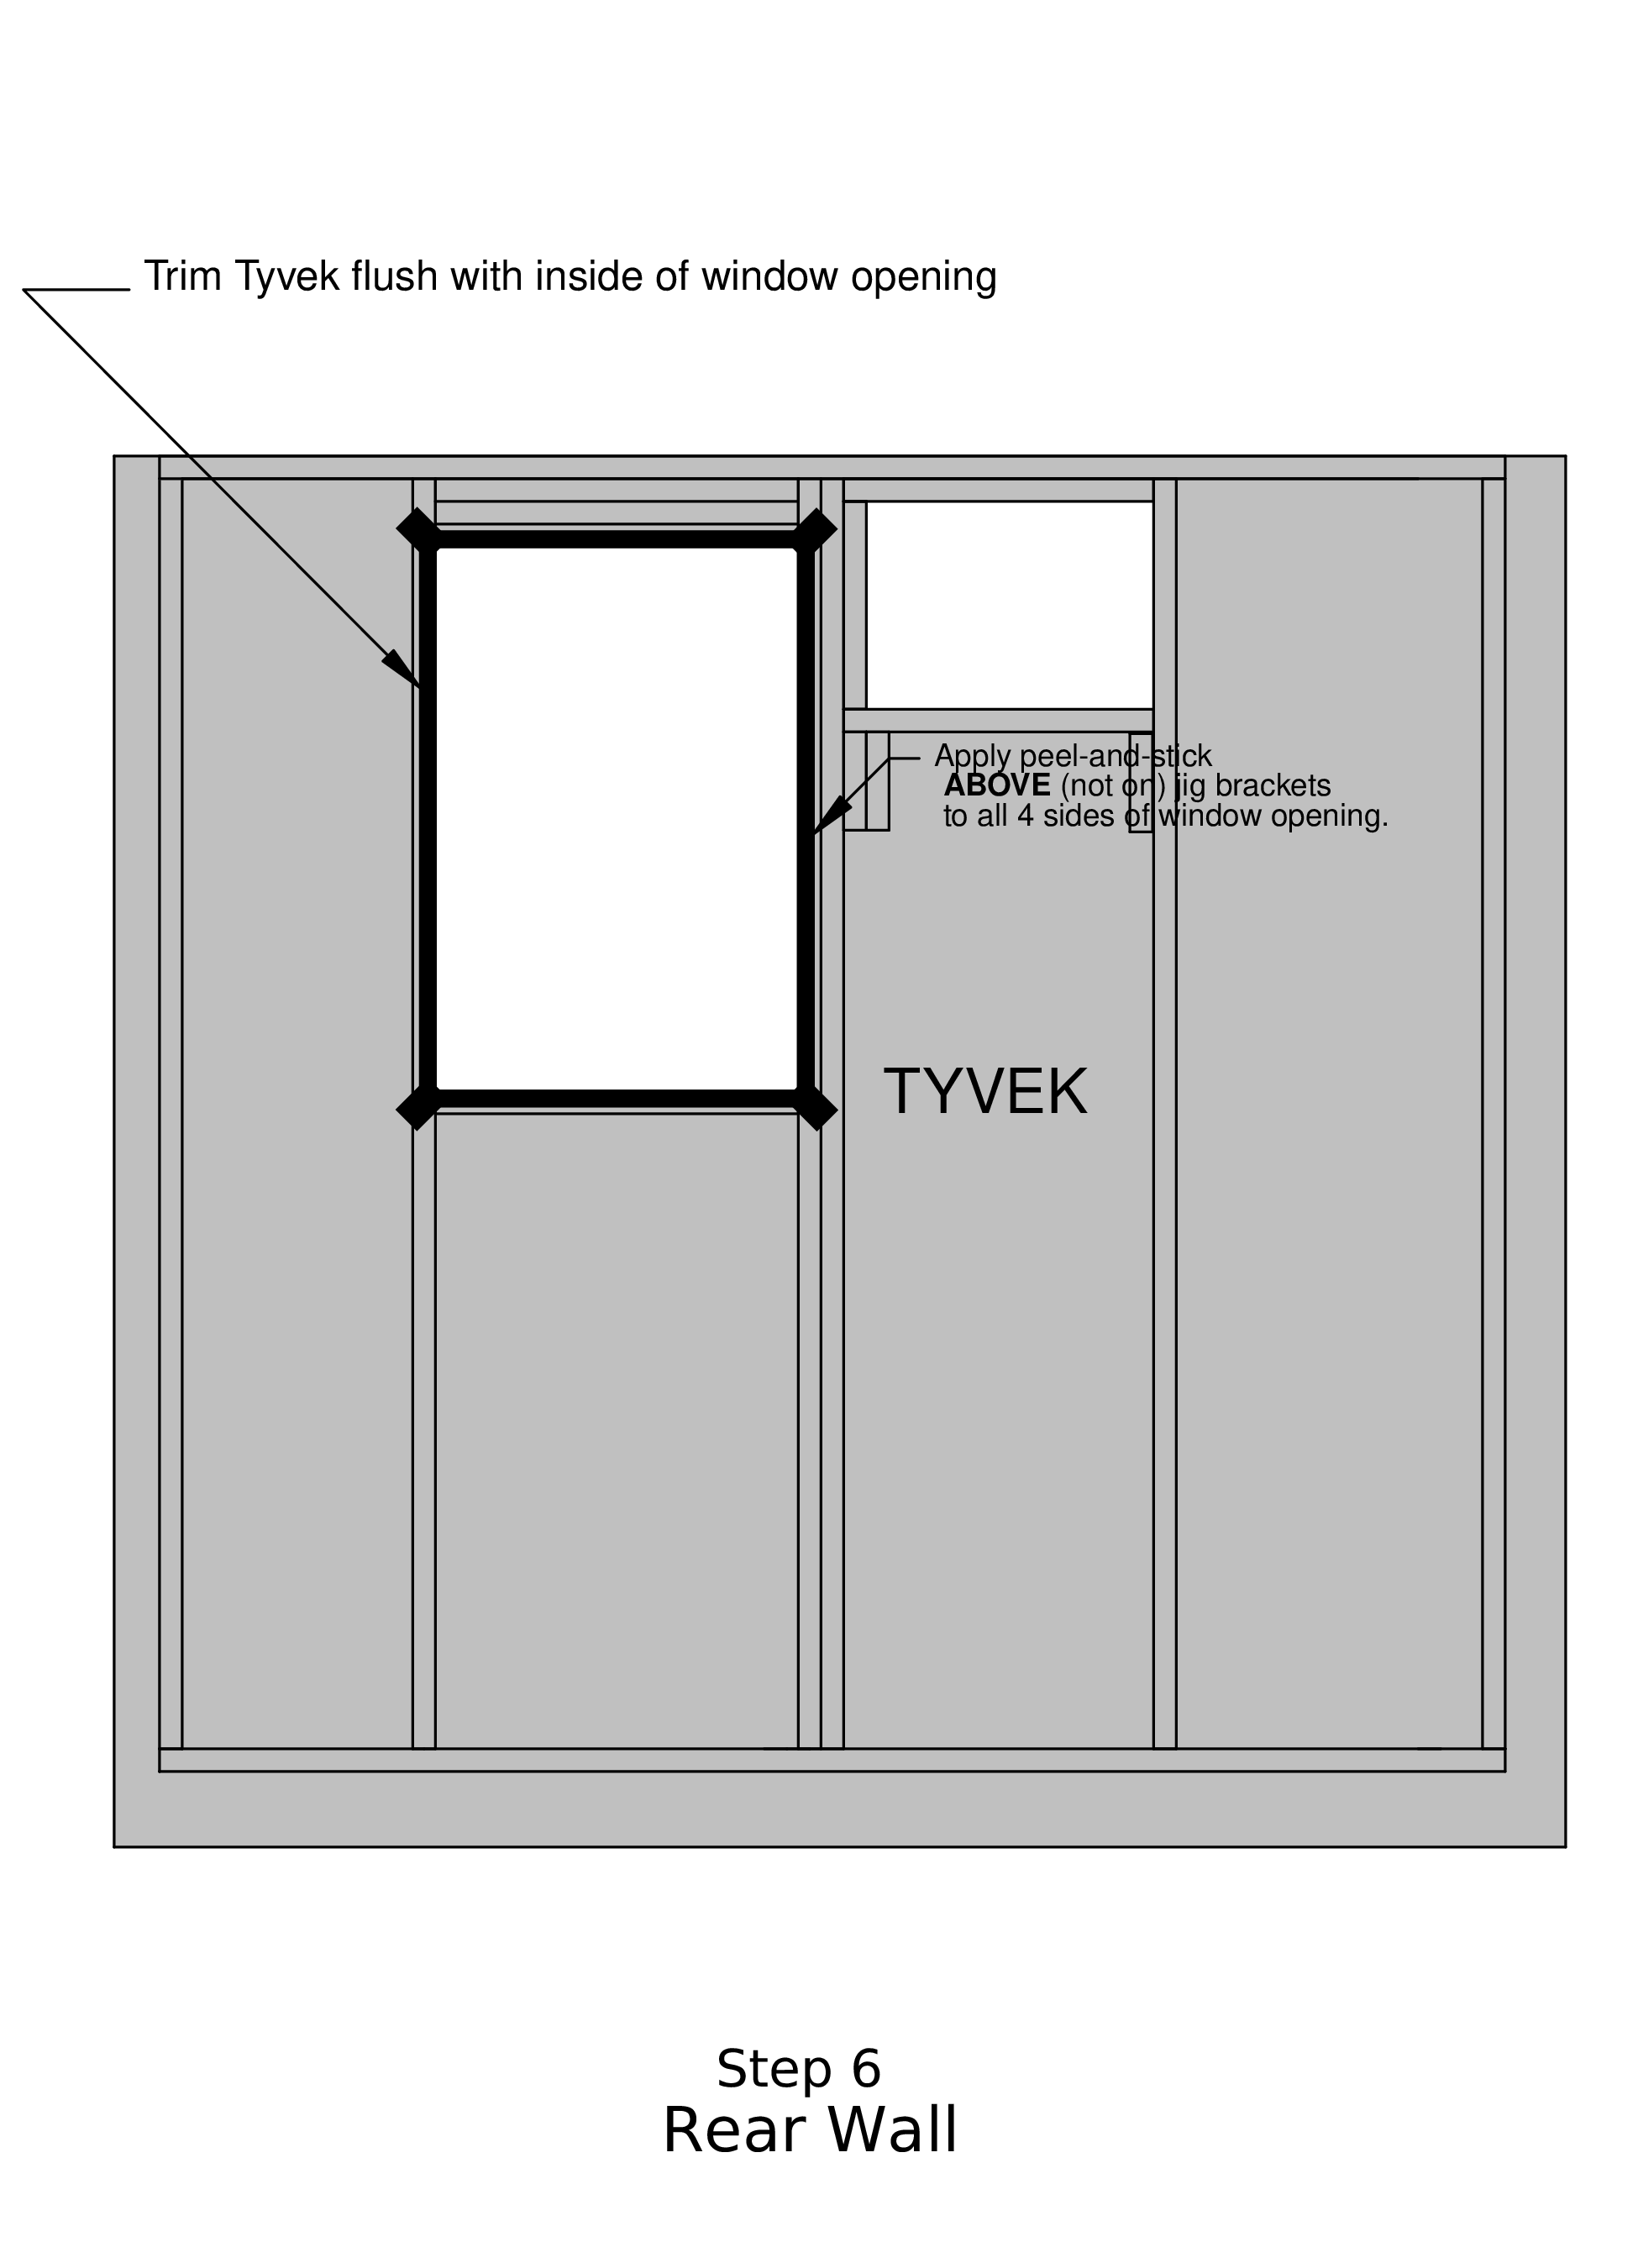 Trim Tyvek flush with inside of window opening
Apply peel-and-stick
ABOVE (not on) jig brackets
to all 4 sides of window opening.
TYVEK
Step 6
Rear Wall